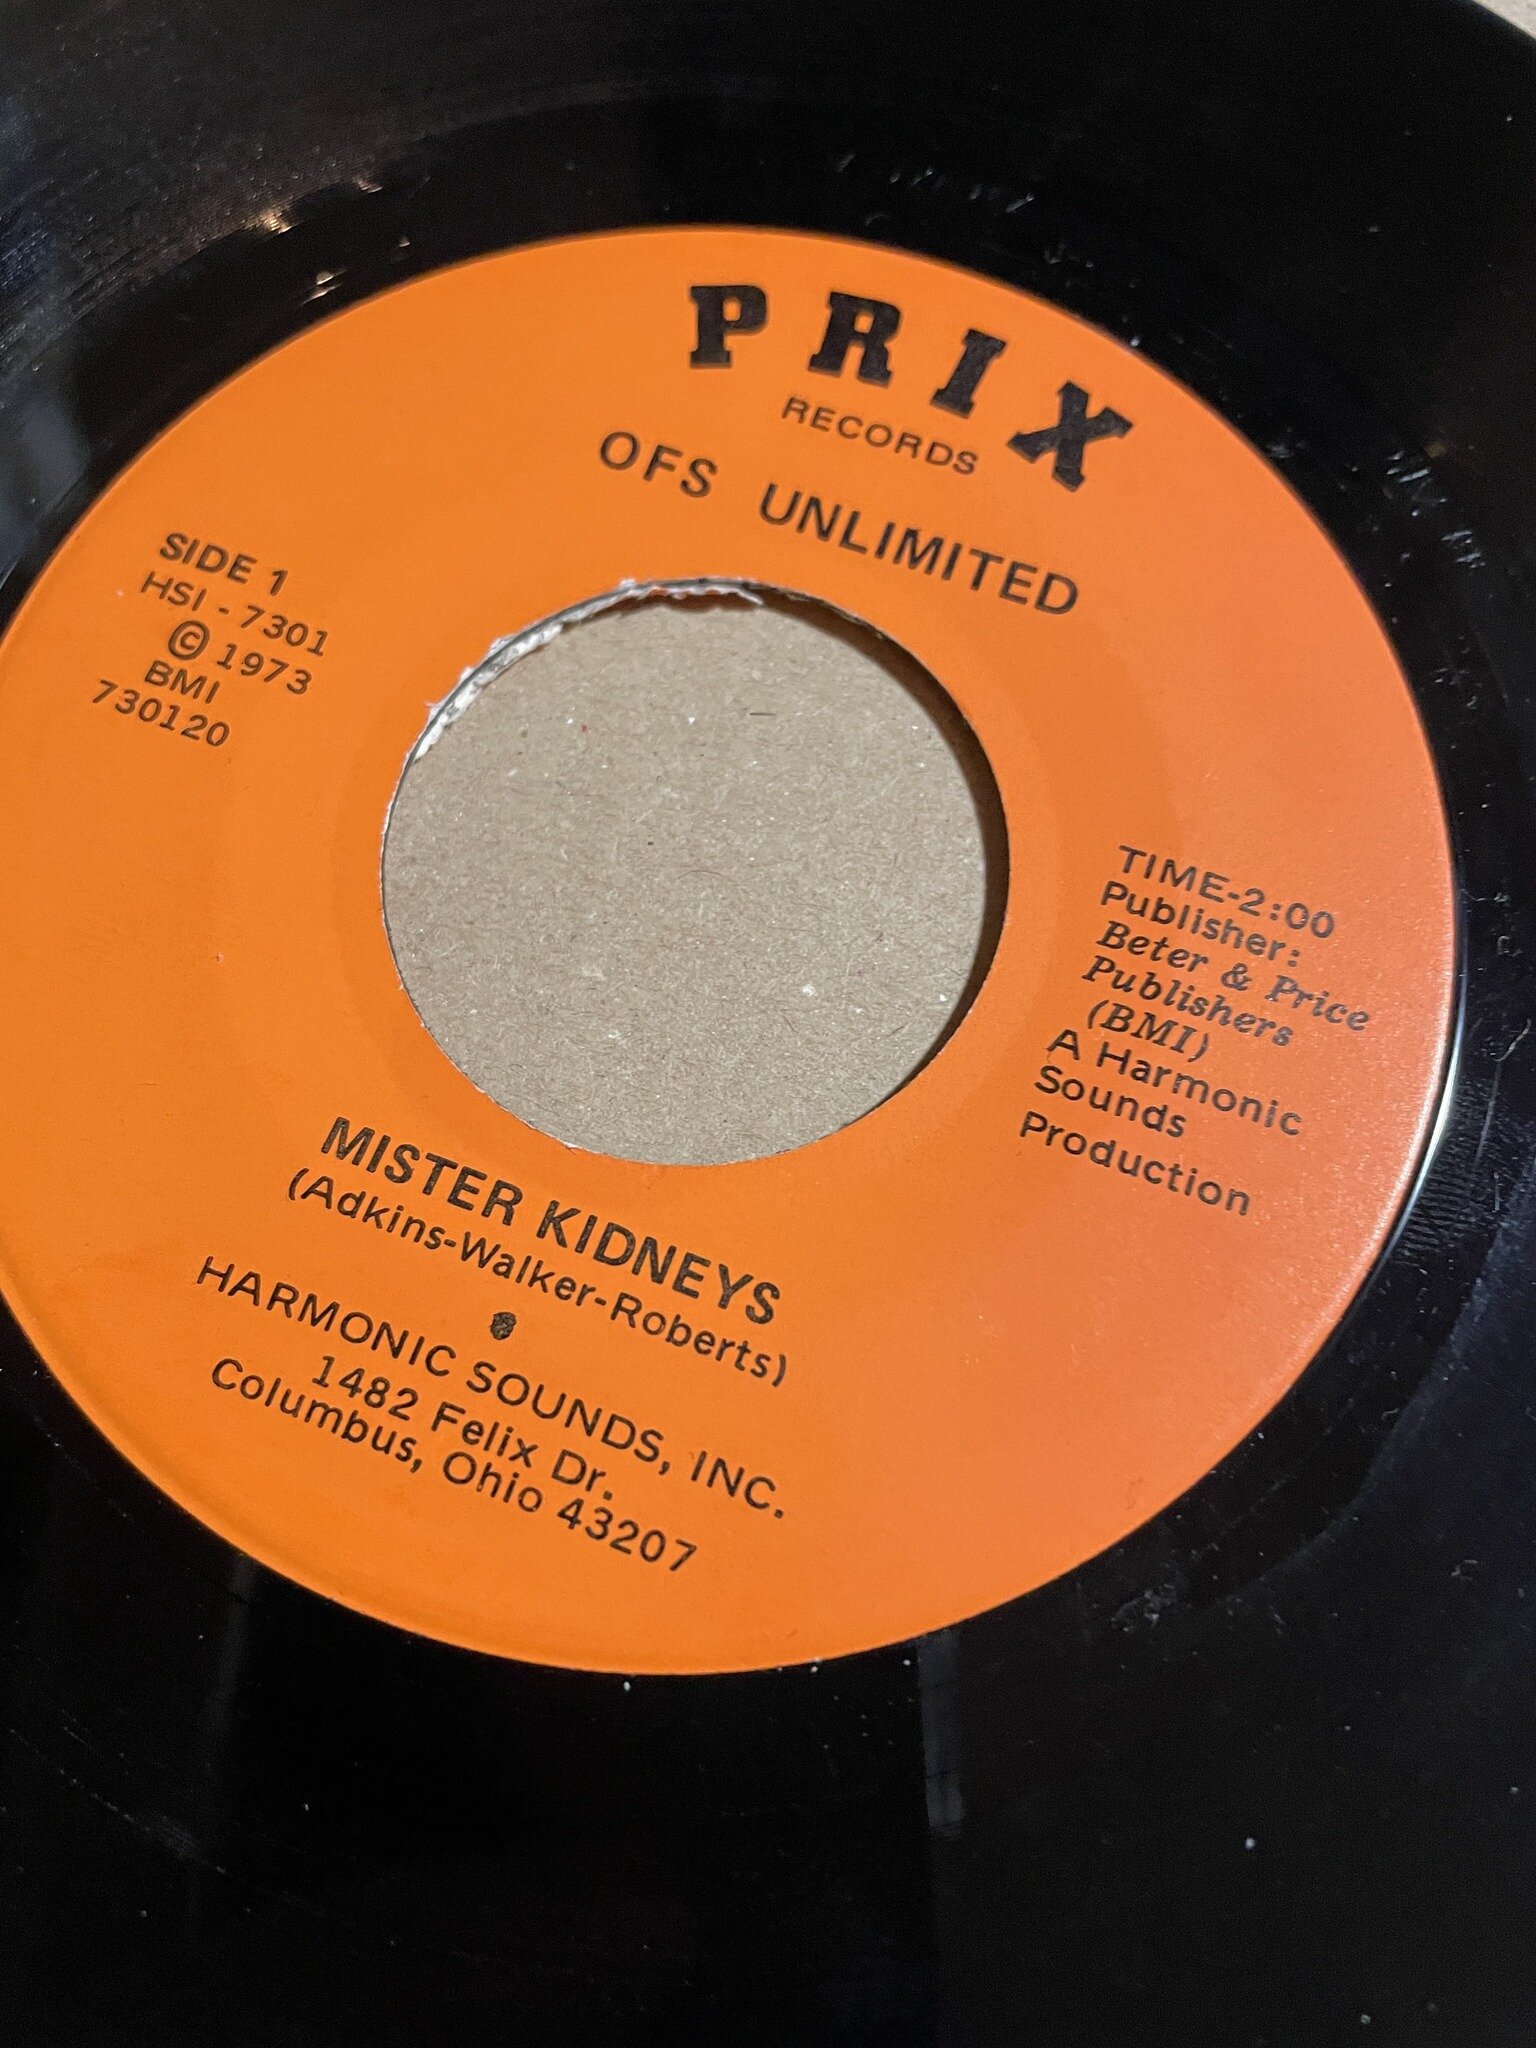 PRIX
RECORDS
OFS UNLIMITED
SIDE 1
HSI - 7301
© 1973
BMI
730120
TIME-2:00
Publisher:
Beter & Price
Publishers
(BMI)
A Harmonic
Sounds
Production
MISTER KIDNEYS
(Adkins-Walker-Roberts)
HARMONIC SOUNDS, INC.
1482 Felix Dr.
Columbus, Ohio 43207